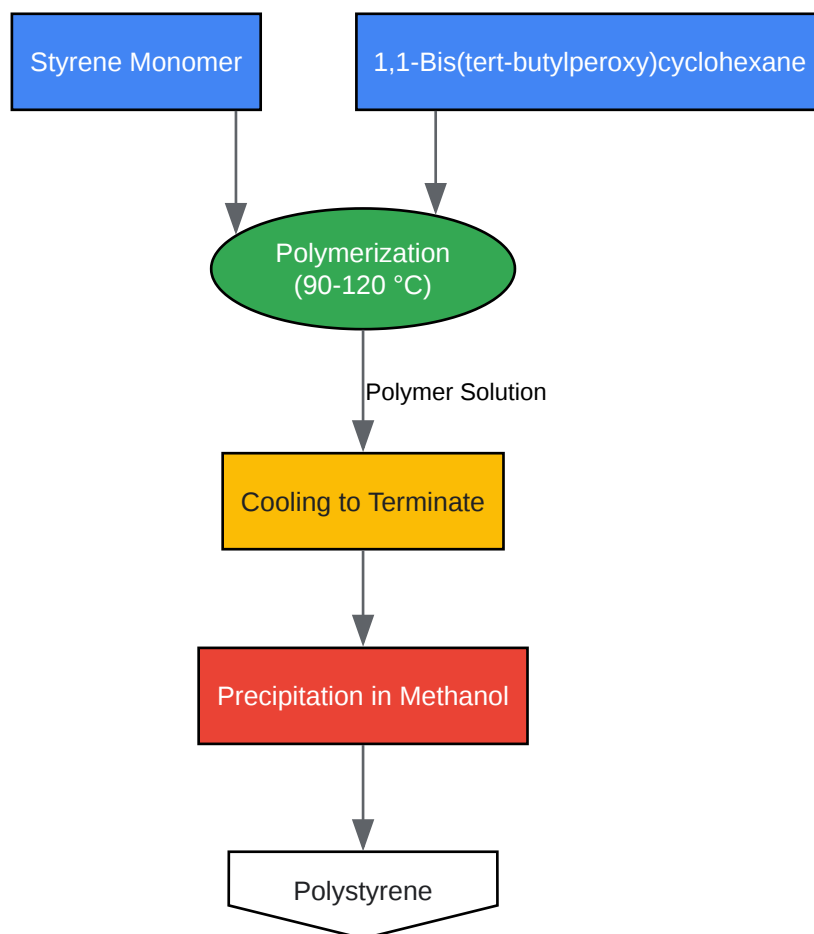 Styrene Monomer
1,1-Bis(tert-butylperoxy)cyclohexane
Polymerization
(90-120 °C)
Polymer Solution
Cooling to Terminate
Precipitation in Methanol
Polystyrene